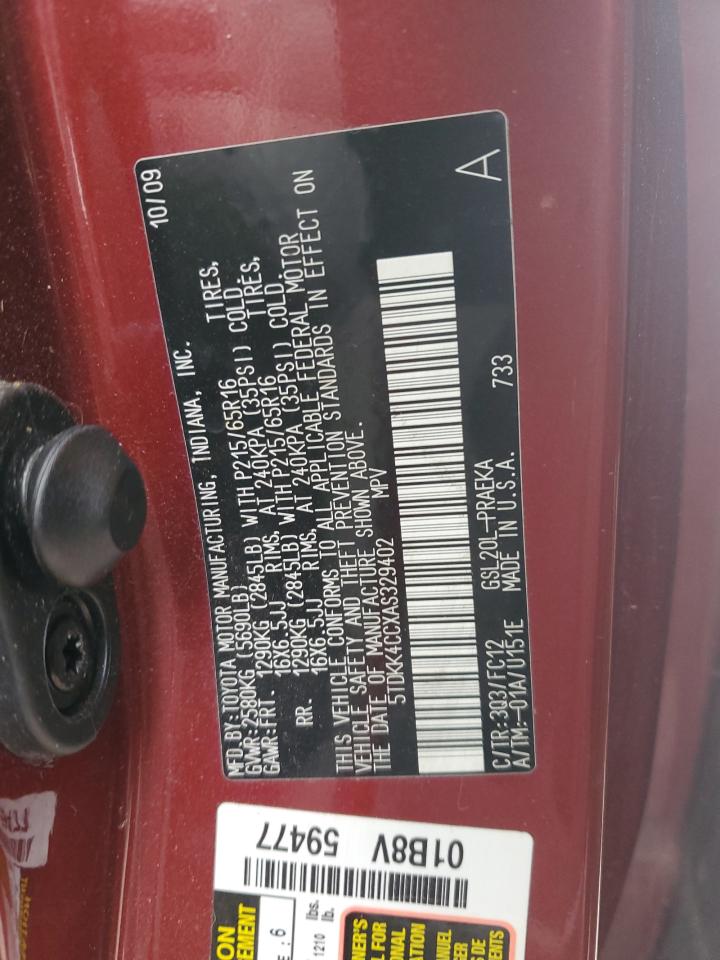 MFD.BY:TOYOTA MOTOR MANUFACTURING, INDIANA, INC. 10/09
GVWR:2580KG (5690LB)
GAWR:FRT. 1290KG (2845LB) WITH P215/65R16 TIRES,
16X6.5JJ RIMS, AT 240KPA (35PSI) COLD.
RR. 1290KG (2845LB) WITH P215/65R16 TIRES,
16X6.5JJ RIMS, AT 240KPA (35PSI) COLD.
THIS VEHICLE CONFORMS TO ALL APPLICABLE FEDERAL MOTOR
VEHICLE SAFETY AND THEFT PREVENTION STANDARDS IN EFFECT ON
THE DATE OF MANUFACTURE SHOWN ABOVE.
5TDKK4CCXAS329402 MPV
C/TR:3Q3/FC12 GSL20L-PRAEKA A
A/TM:-01A/U151E MADE IN U.S.A. 733
01B8V 59477
: 6
1210 lbs.
lb.